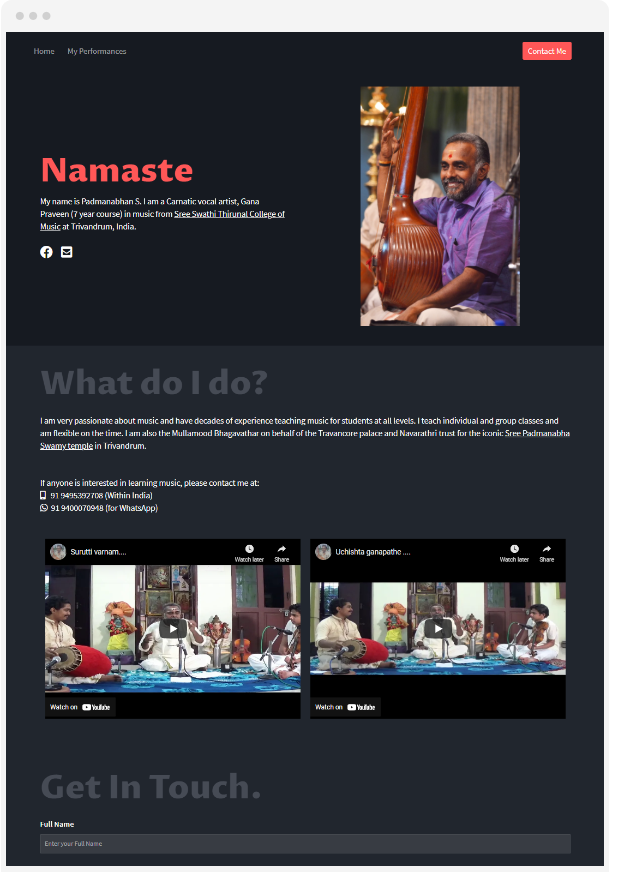 Home My Performances Contact Me
Namaste
My name is Padmanabhan S. I am a Carnatic vocal artist, Gana
Praveen (7 year course) in music from Sree Swathi Thirunal College of
Music at Trivandrum, India.
What do I do?
I am very passionate about music and have decades of experience teaching music for students at all levels. I teach individual and group classes and
am flexible on the time. I am also the Mullamood Bhagavathar on behalf of the Travancore palace and Navarathri trust for the iconic Sree Padmanabha
Swamy temple in Trivandrum.
If anyone is interested in learning music, please contact me at:
91 9495392708 (Within India)
91 9400070948 (for WhatsApp)
Surutti varnam.... Watch later Share
Watch on YouTube
Uchishta ganapathe .... Watch later Share
Watch on YouTube
Get In Touch.
Full Name
Enter your Full Name